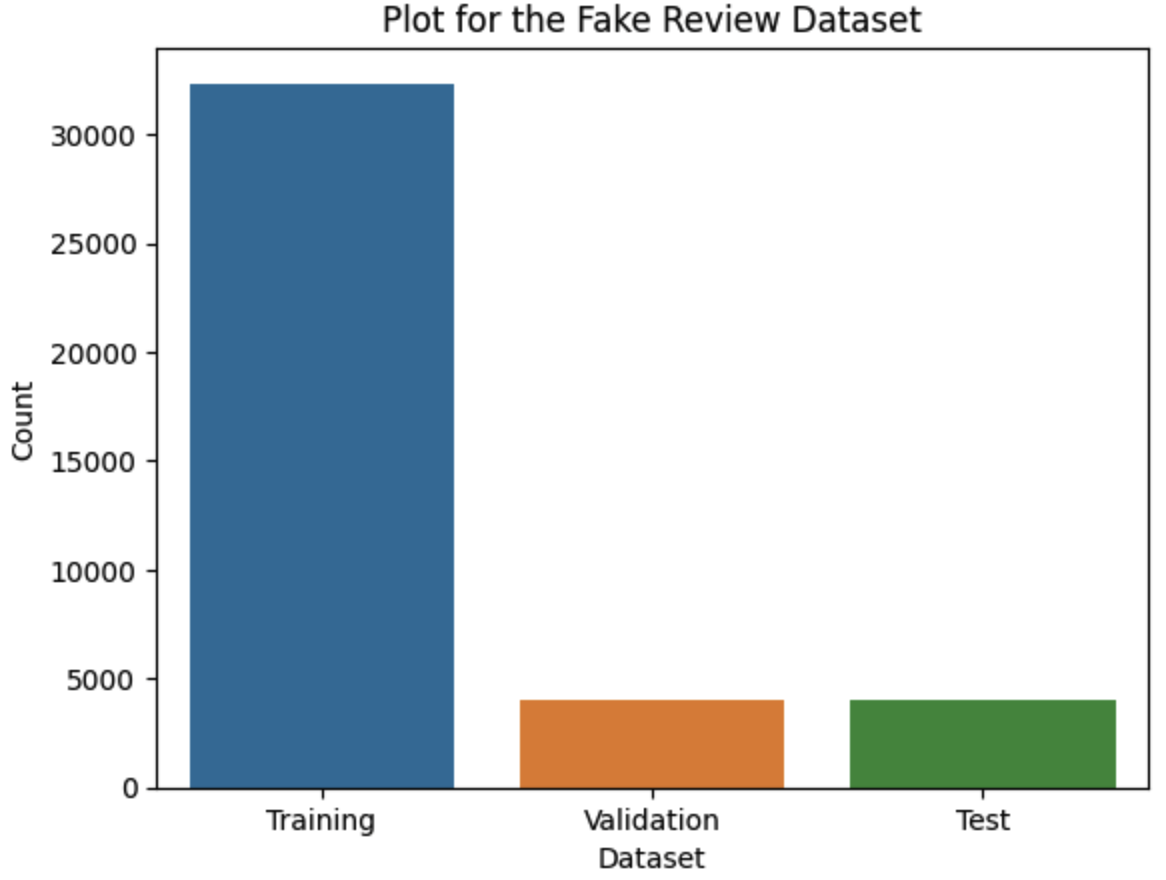 Plot for the Fake Review Dataset
Count
30000
25000
20000
15000
10000
5000
0
Training Validation Test
Dataset